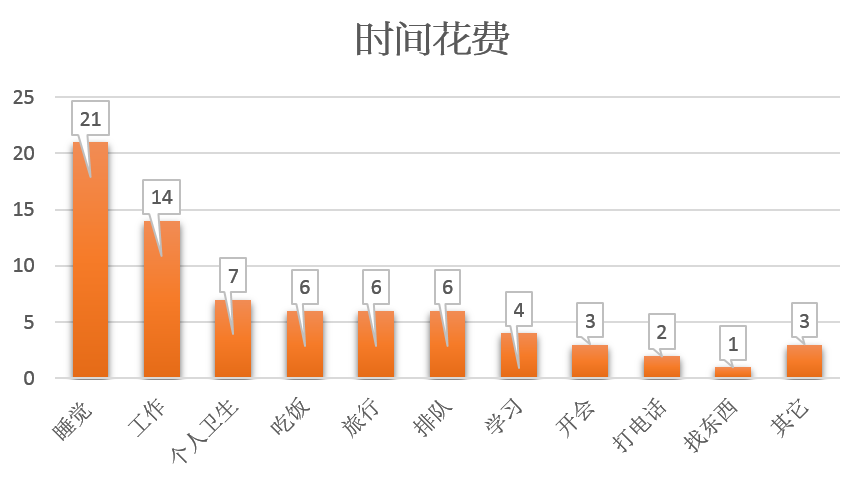 时间花费
25
20
15
10
5
0
21
14
7
6
6
6
4
3
2
1
3
睡觉
工作
个人卫生
吃饭
旅行
排队
学习
开会
打电话
找东西
其它